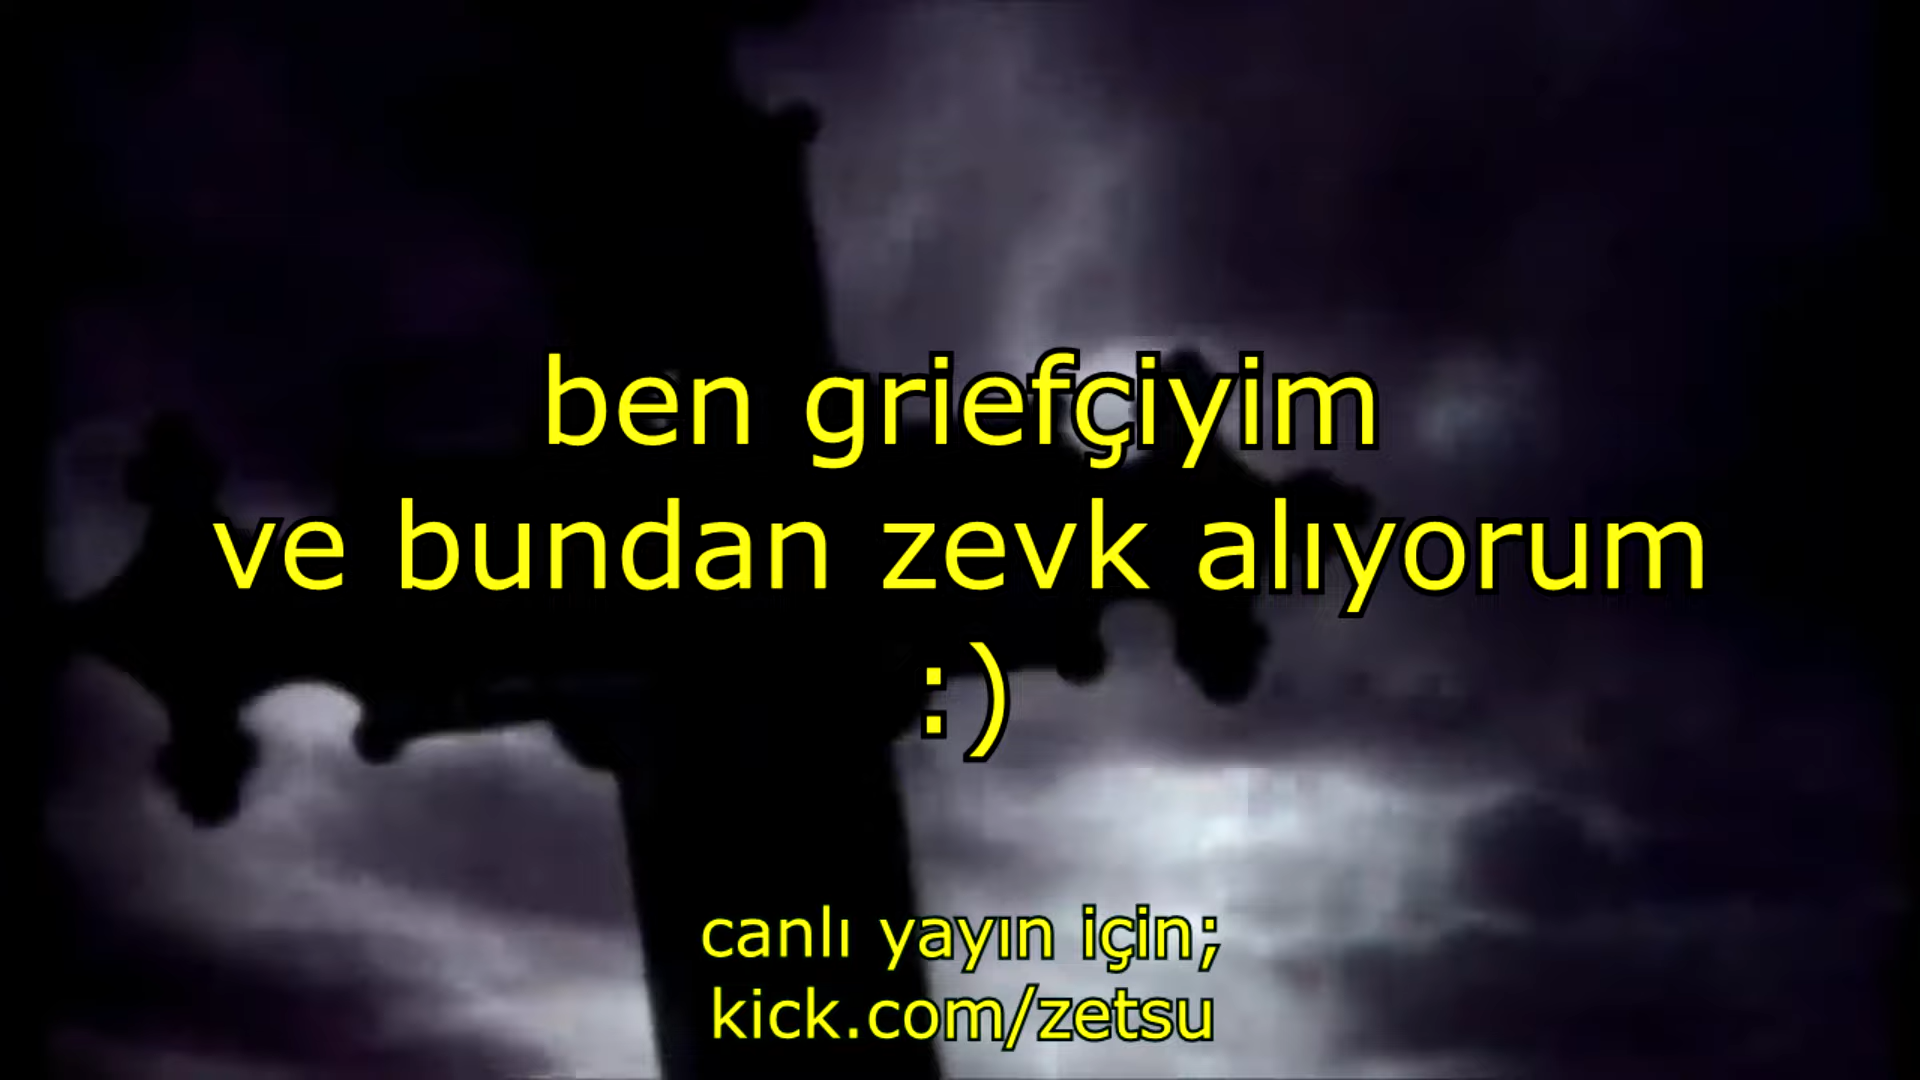 ben griefçiyim
ve bundan zevk alıyorum
:)
canlı yayın için;
kick.com/zetsu